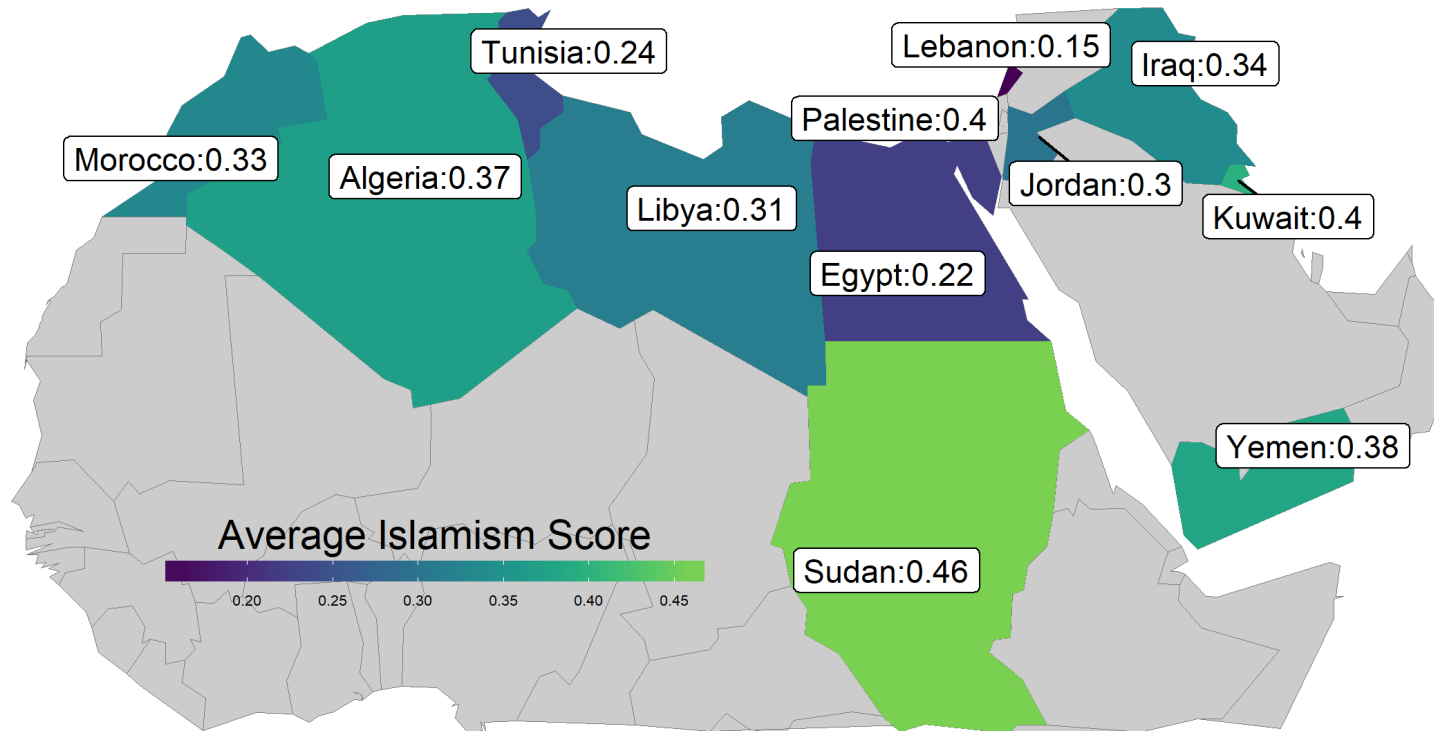 Tunisia:0.24
Lebanon:0.15
Iraq:0.34
Palestine:0.4
Morocco:0.33
Algeria:0.37
Jordan:0.3
Libya:0.31
Kuwait:0.4
Egypt:0.22
Yemen:0.38
Average Islamism Score
Sudan:0.46
0.20 0.25 0.30 0.35 0.40 0.45